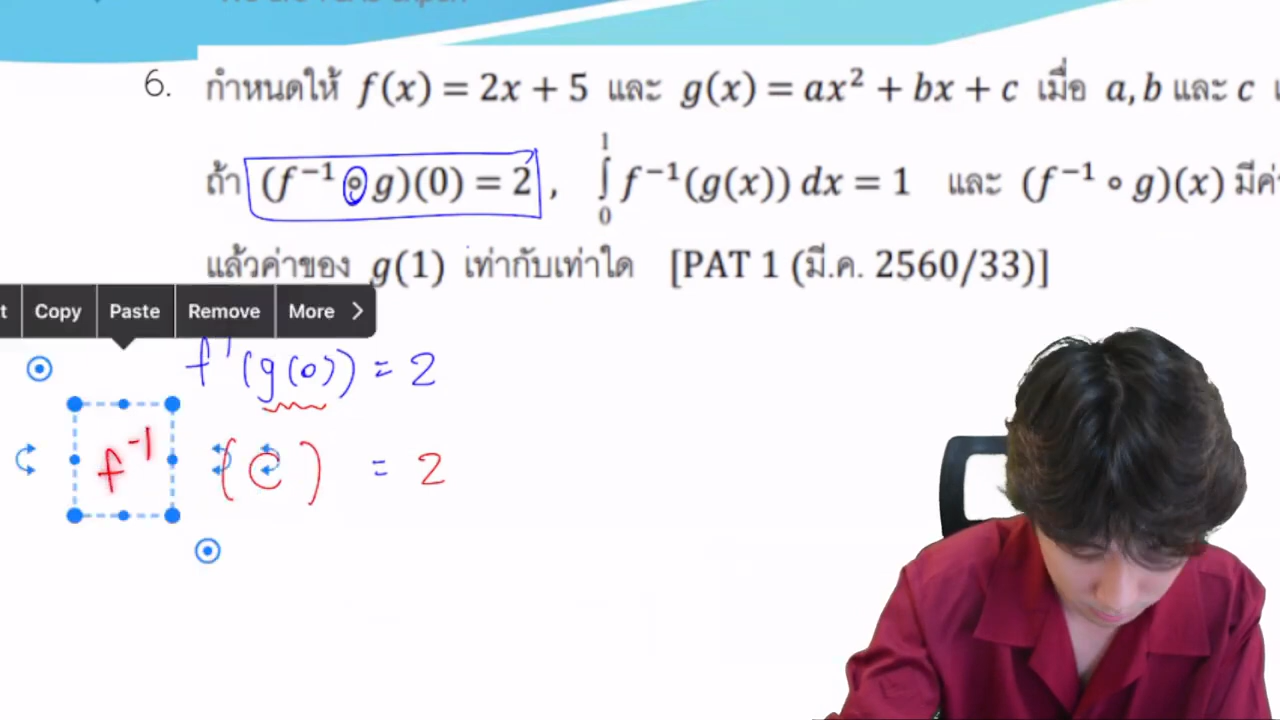 6. กำหนดให้ f(x) = 2x + 5 และ g(x) = ax² + bx + c เมื่อ a, b และ c
ถ้า (f⁻¹ ∘ g)(0) = 2 , ∫₀¹ f⁻¹(g(x)) dx = 1 และ (f⁻¹ ∘ g)(x) มีค่
แล้วค่าของ g(1) เท่ากับเท่าใด [PAT 1 (มี.ค. 2560/33)]
Copy Paste Remove More
f⁻¹(g(0)) = 2
f⁻¹ (c) = 2